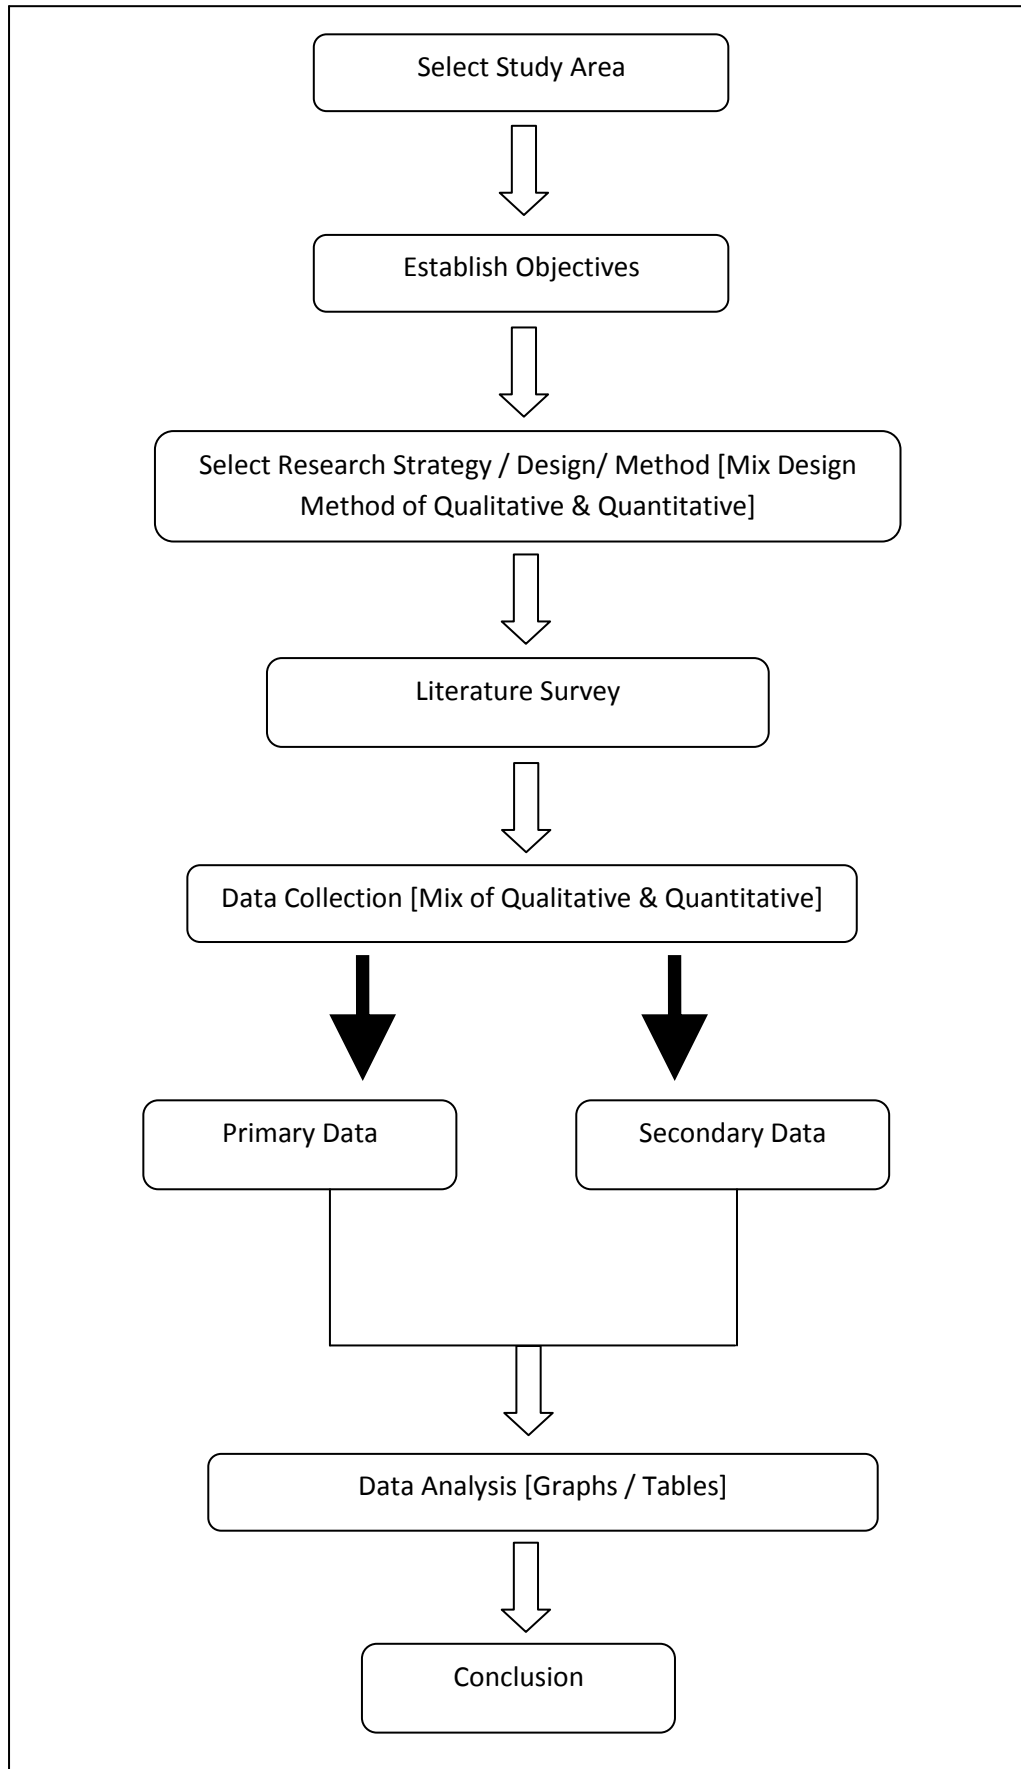 Select Study Area
Establish Objectives
Select Research Strategy / Design/ Method [Mix Design
Method of Qualitative & Quantitative]
Literature Survey
Data Collection [Mix of Qualitative & Quantitative]
Primary Data
Secondary Data
Data Analysis [Graphs / Tables]
Conclusion